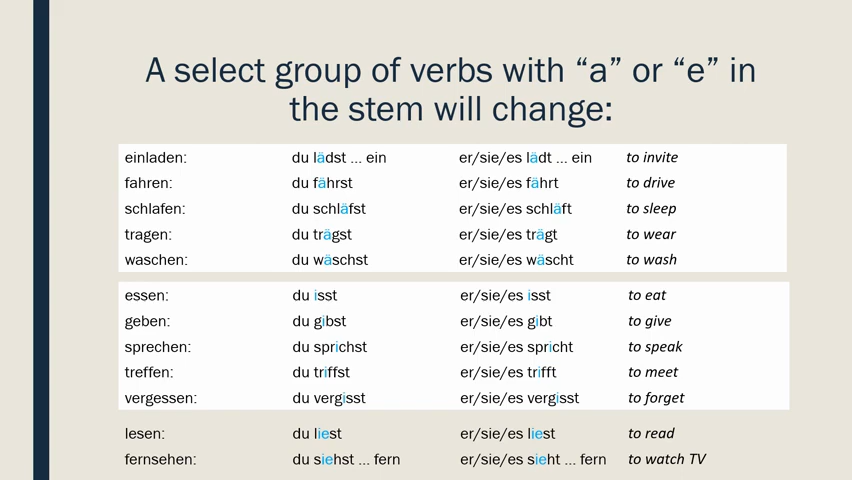 A select group of verbs with “a” or “e” in
the stem will change:
einladen: du lädst ... ein er/sie/es lädt ... ein to invite
fahren: du fährst er/sie/es fährt to drive
schlafen: du schläfst er/sie/es schläft to sleep
tragen: du trägst er/sie/es trägt to wear
waschen: du wäschst er/sie/es wäscht to wash
essen: du isst er/sie/es isst to eat
geben: du gibst er/sie/es gibt to give
sprechen: du sprichst er/sie/es spricht to speak
treffen: du triffst er/sie/es trifft to meet
vergessen: du vergisst er/sie/es vergisst to forget
lesen: du liest er/sie/es liest to read
fernsehen: du siehst ... fern er/sie/es sieht ... fern to watch TV